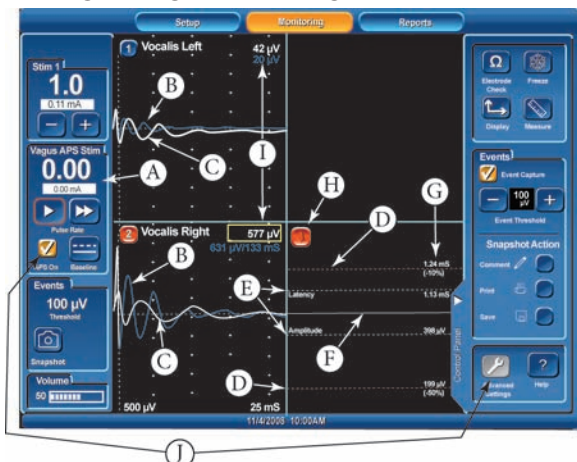 Setup
Monitoring
Reports
Stim 1
1.0
0.11 mA
Vagus APS Stim
0.00
0.00 mA
Pulse Rate
APS On
Baseline
Events
100 µV
Threshold
Snapshot
Volume
50
1 Vocalis Left
42 µV
20 µV
B
A
C
I
H
G
D
2 Vocalis Right
577 µV
631 µV/133 mS
B
E
C
F
D
1.24 mS
(-10%)
Latency
1.13 mS
Amplitude
398 µV
199 µV
(-50%)
500 µV
25 mS
Control Panel
Electrode
Check
Freeze
Display
Measure
Events
Event Capture
100
µV
Event Threshold
Snapshot Action
Comment
Print
Save
Advanced
Settings
?
Help
11/4/2008 10:00AM
J